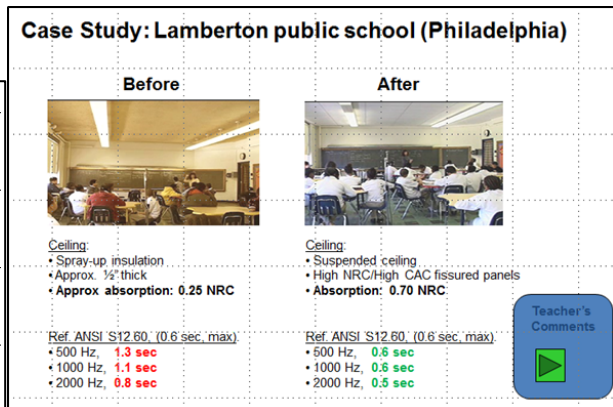 Case Study: Lamberton public school (Philadelphia)
Before
After
Ceiling:
• Spray-up insulation
• Approx. ½" thick
• Approx absorption: 0.25 NRC
Ref. ANSI S12.60, (0.6 sec, max).
• 500 Hz, 1.3 sec
• 1000 Hz, 1.1 sec
• 2000 Hz, 0.8 sec
Ceiling:
• Suspended ceiling
• High NRC/High CAC fissured panels
• Absorption: 0.70 NRC
Ref. ANSI S12.60, (0.6 sec, max).
• 500 Hz, 0.6 sec
• 1000 Hz, 0.6 sec
• 2000 Hz, 0.5 sec
Teacher's
Comments